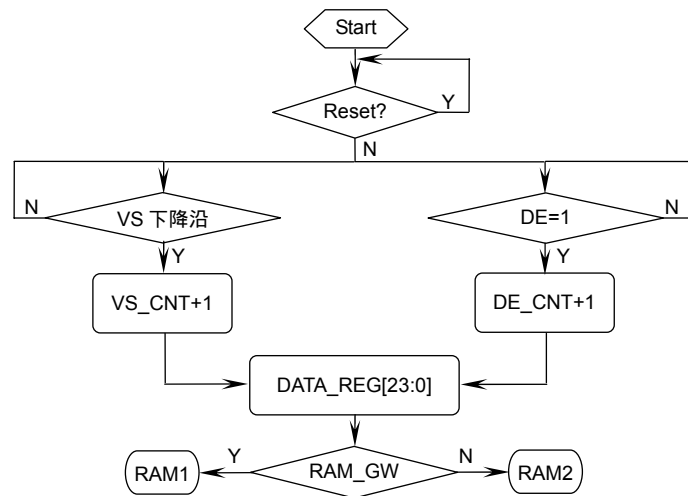 Start
Reset?
Y
N
N
VS 下降沿
DE=1
N
Y
Y
VS_CNT+1
DE_CNT+1
DATA_REG[23:0]
Y
N
RAM1
RAM_GW
RAM2